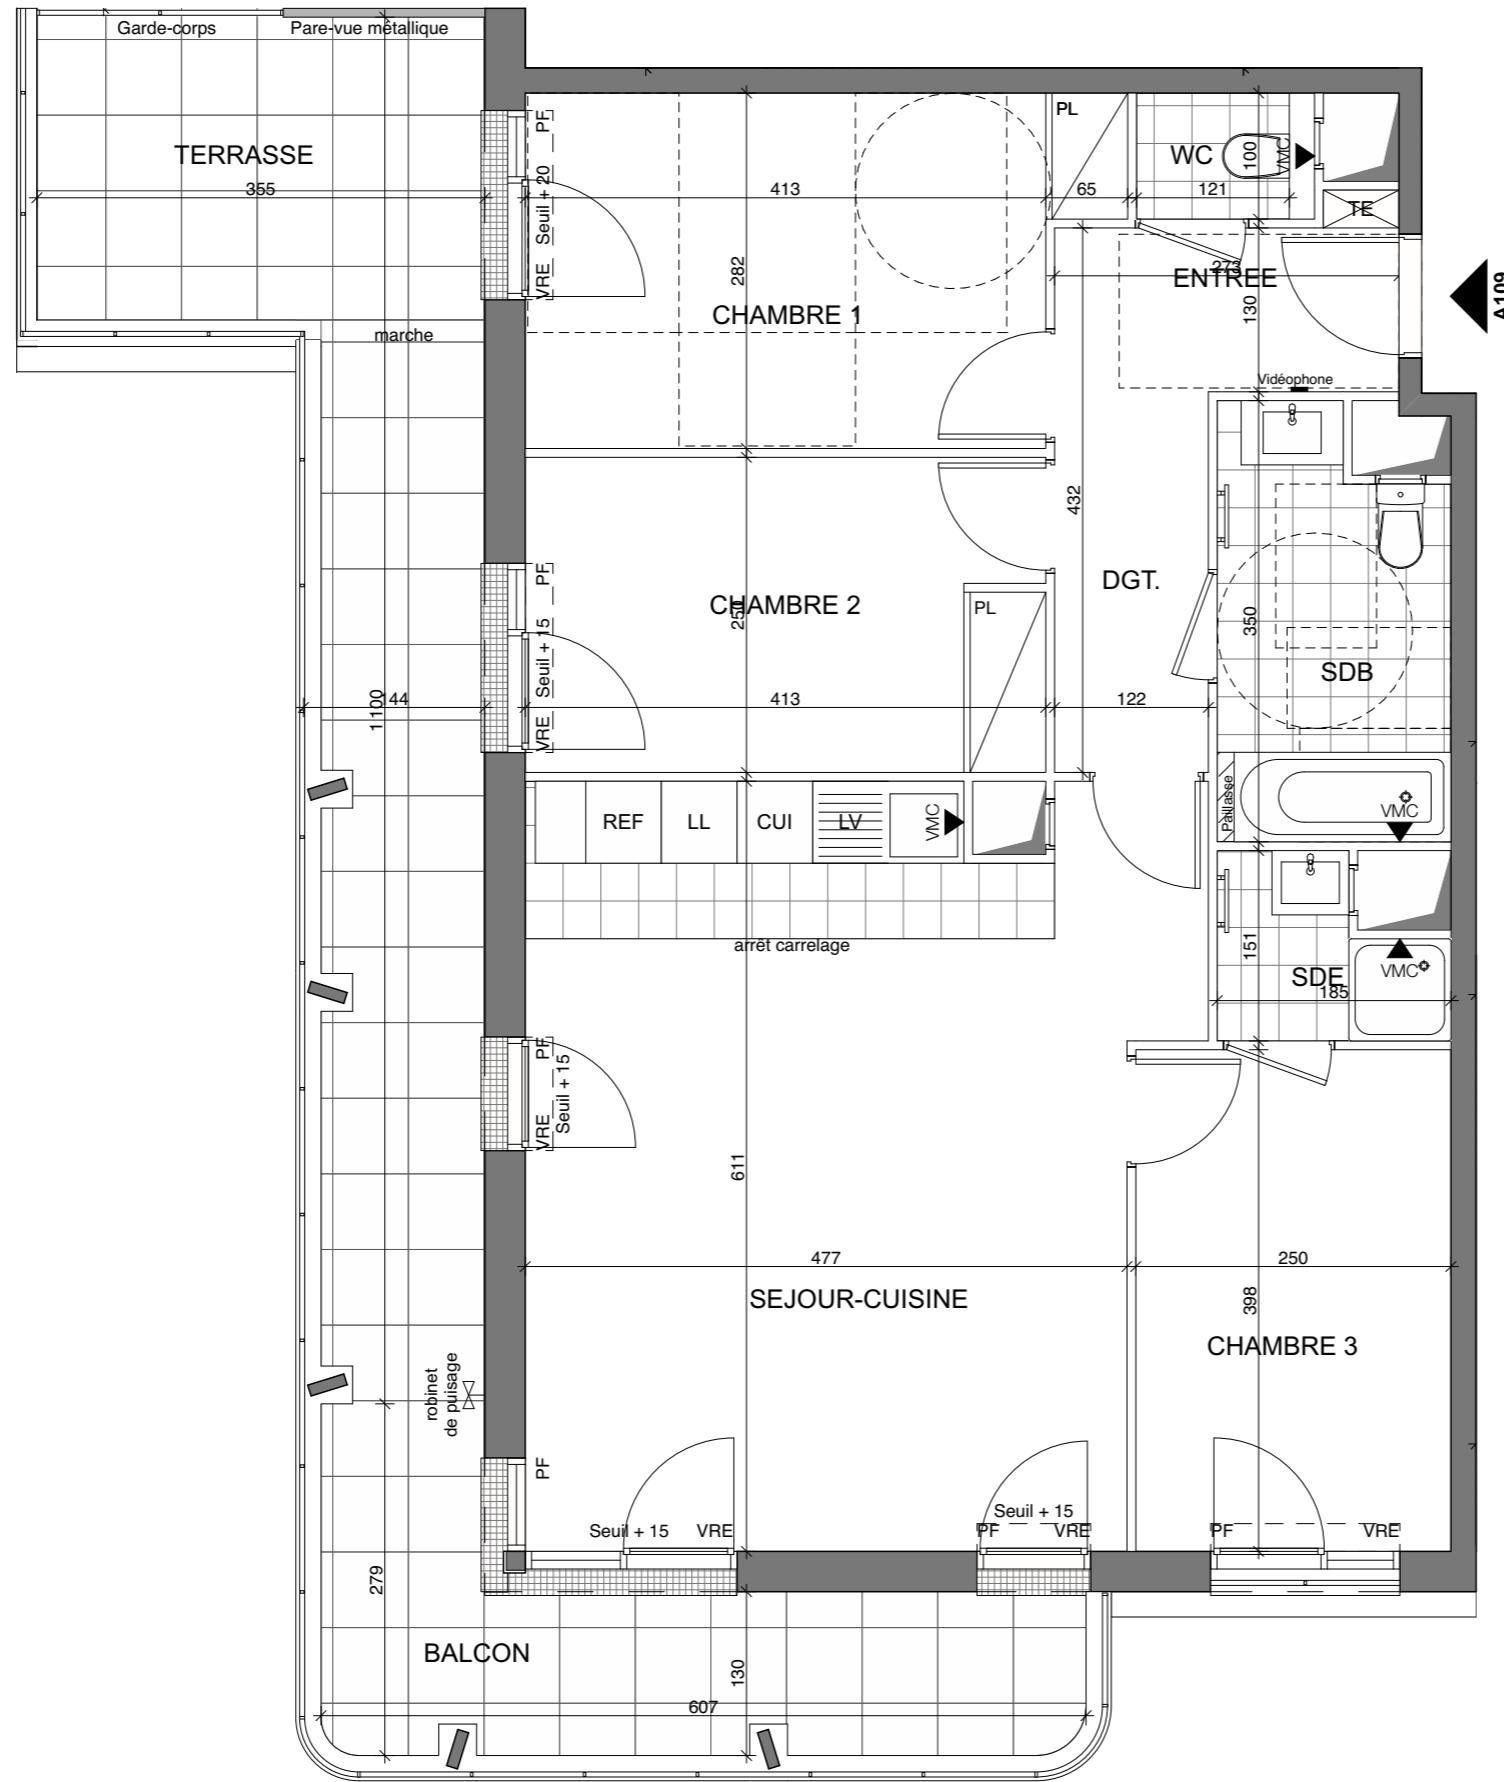 Garde-corps
Pare-vue métallique
TERRASSE
355
marche
PF
Seuil + 20
VRE
413
282
CHAMBRE 1
PL
65
WC
100
VMC
121
TE
273
ENTREE
130
A109
Vidéophone
432
DGT.
122
350
SDB
Paillasse
VMC
CHAMBRE 2
250
PL
413
PF
Seuil + 15
VRE
144
1100
REF
LL
CUI
LV
VMC
arrêt carrelage
151
SDE
185
VMC
PF
Seuil + 15
VRE
611
477
SEJOUR-CUISINE
250
398
CHAMBRE 3
robinet
de puisage
PF
Seuil + 15
VRE
Seuil + 15
PF
VRE
PF
VRE
279
BALCON
130
607